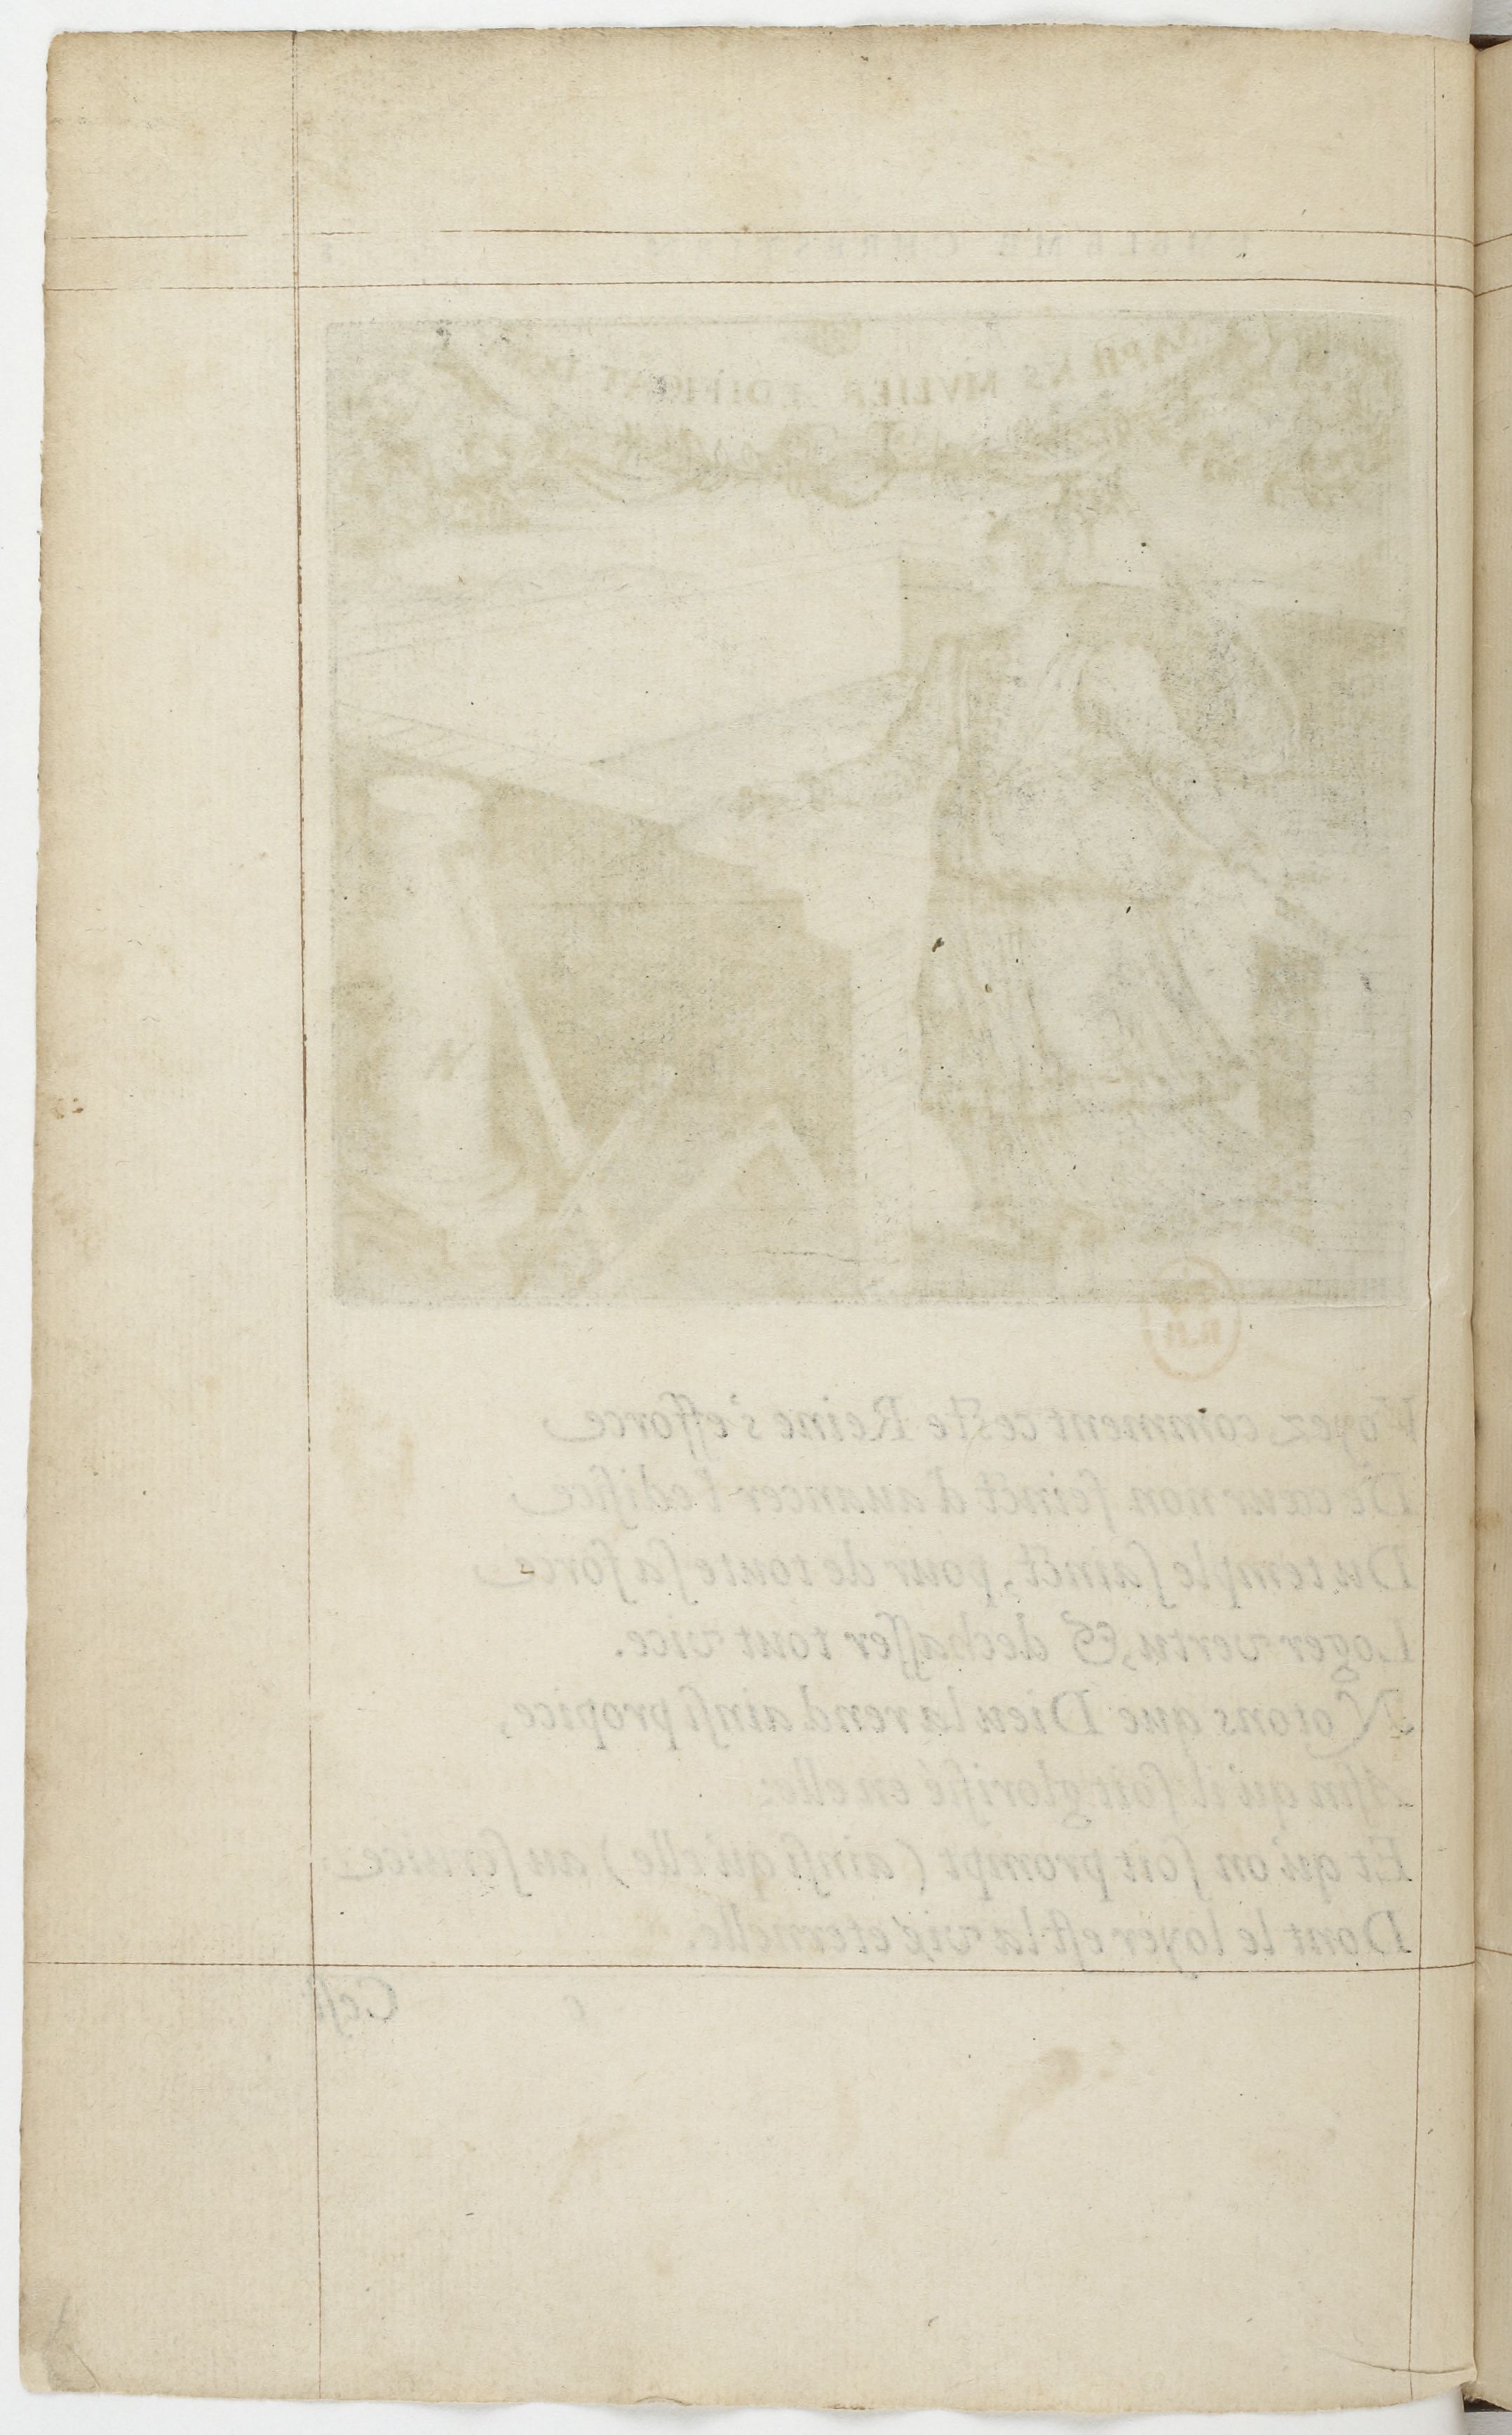 SAPIENS MVLIER ÆDIFICAT
Voyez comment ceste Reine s'efforce
De cœur non feinct d'auancer l'edifice
Du temple sainct, pour de toute sa force
Loger vertu, & dechasser tout vice.
Notons que Dieu la rend ainsi propice,
Afin qu'il soit glorifié en elle:
Et qu'on soit prompt (ainsi qu'elle) au seruice
Dont le loyer est la vie eternelle.
c Cest